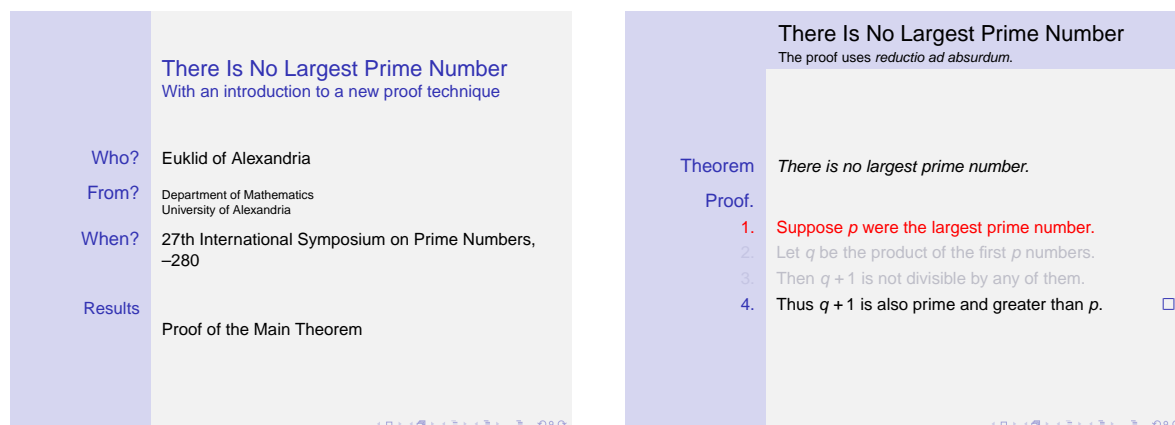 There Is No Largest Prime Number
With an introduction to a new proof technique
Who? Euklid of Alexandria
From? Department of Mathematics
University of Alexandria
When? 27th International Symposium on Prime Numbers,
–280
Results
Proof of the Main Theorem
There Is No Largest Prime Number
The proof uses reductio ad absurdum.
Theorem There is no largest prime number.
Proof.
1. Suppose p were the largest prime number.
2. Let q be the product of the first p numbers.
3. Then q + 1 is not divisible by any of them.
4. Thus q + 1 is also prime and greater than p.